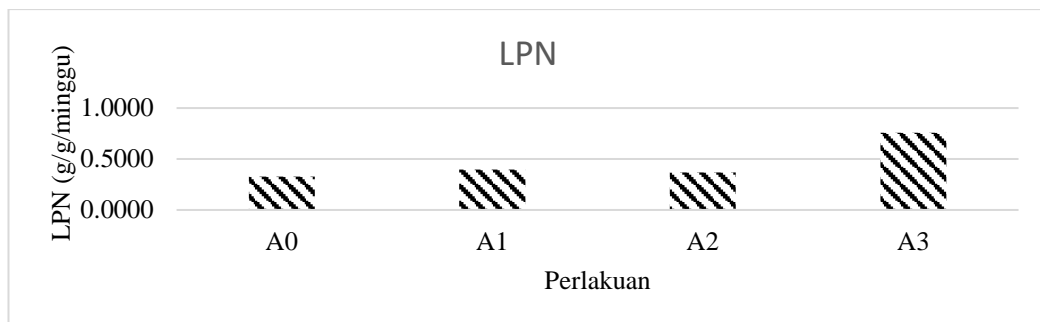 LPN
LPN (g/g/minggu)
1.0000
0.5000
0.0000
A0 A1 A2 A3
Perlakuan